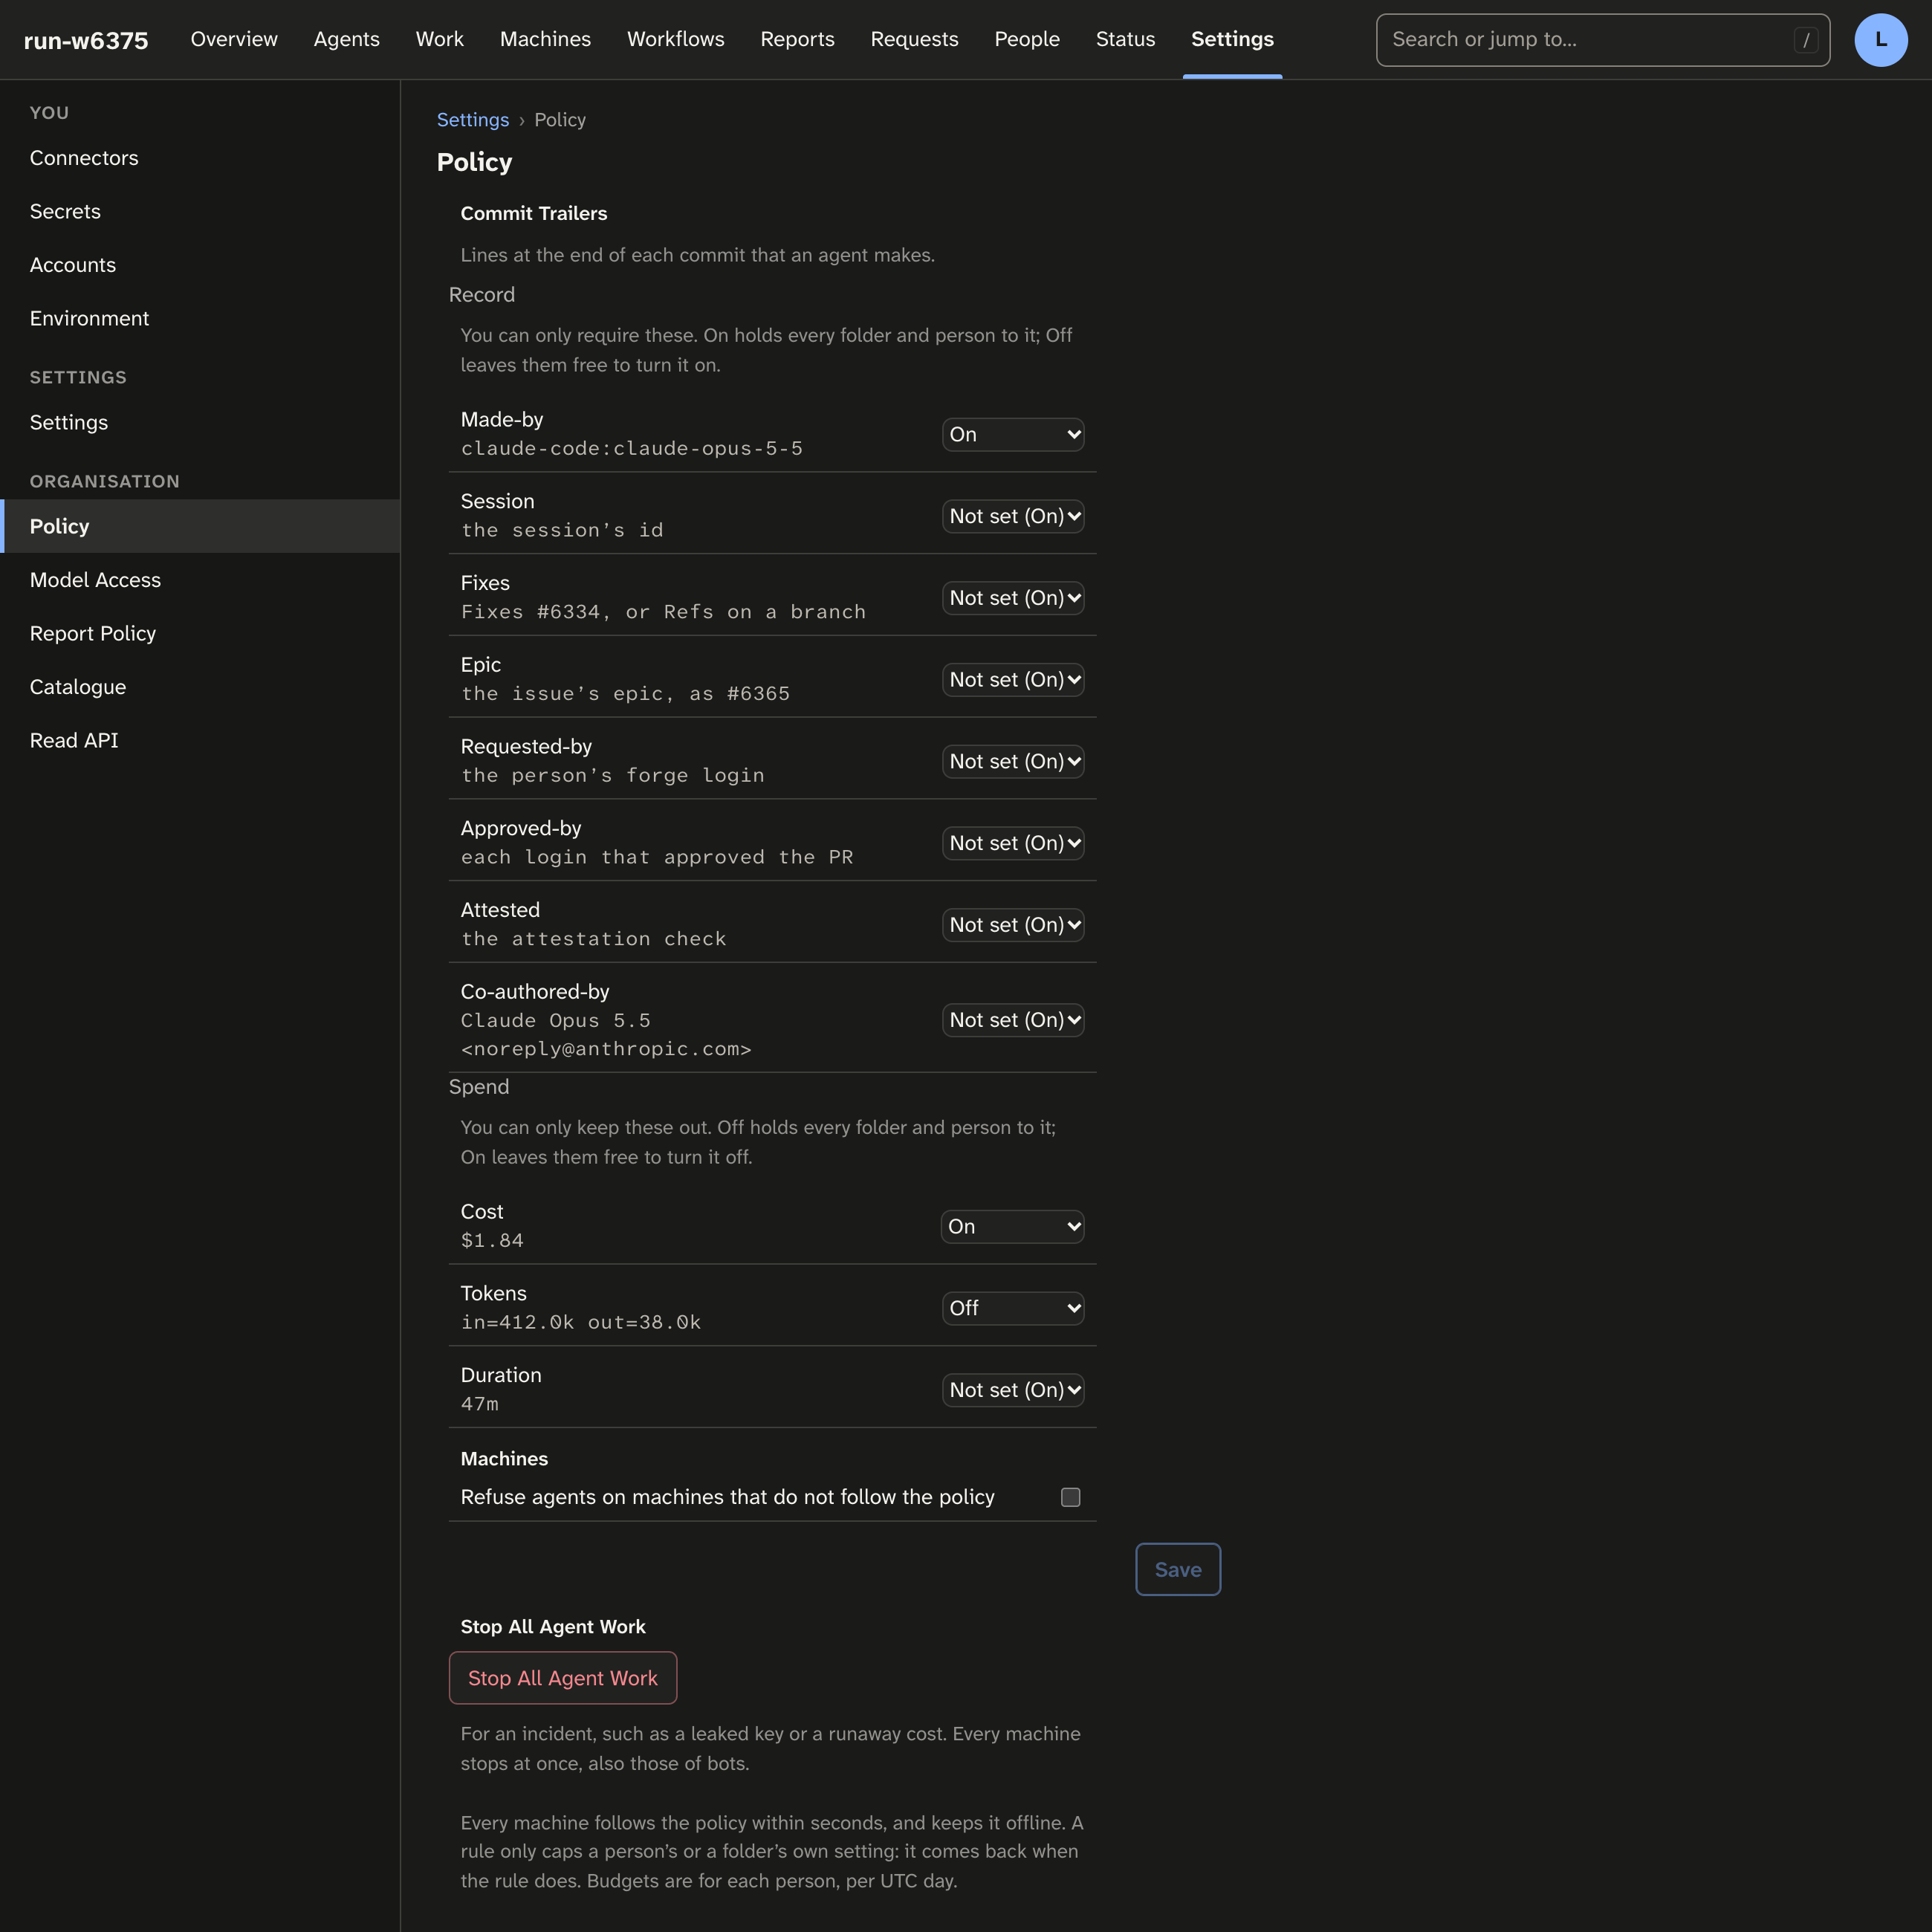 run-w6375
Overview
Agents
Work
Machines
Workflows
Reports
Requests
People
Status
Settings
Search or jump to...
/
L
YOU
Connectors
Secrets
Accounts
Environment
SETTINGS
Settings
ORGANISATION
Policy
Model Access
Report Policy
Catalogue
Read API
Settings › Policy
Policy
Commit Trailers
Lines at the end of each commit that an agent makes.
Record
You can only require these. On holds every folder and person to it; Off
leaves them free to turn it on.
Made-by
claude-code:claude-opus-5-5
On
Session
the session’s id
Not set (On)
Fixes
Fixes #6334, or Refs on a branch
Not set (On)
Epic
the issue’s epic, as #6365
Not set (On)
Requested-by
the person’s forge login
Not set (On)
Approved-by
each login that approved the PR
Not set (On)
Attested
the attestation check
Not set (On)
Co-authored-by
Claude Opus 5.5
<noreply@anthropic.com>
Not set (On)
Spend
You can only keep these out. Off holds every folder and person to it;
On leaves them free to turn it off.
Cost
$1.84
On
Tokens
in=412.0k out=38.0k
Off
Duration
47m
Not set (On)
Machines
Refuse agents on machines that do not follow the policy
Save
Stop All Agent Work
Stop All Agent Work
For an incident, such as a leaked key or a runaway cost. Every machine
stops at once, also those of bots.
Every machine follows the policy within seconds, and keeps it offline. A
rule only caps a person’s or a folder’s own setting: it comes back when
the rule does. Budgets are for each person, per UTC day.